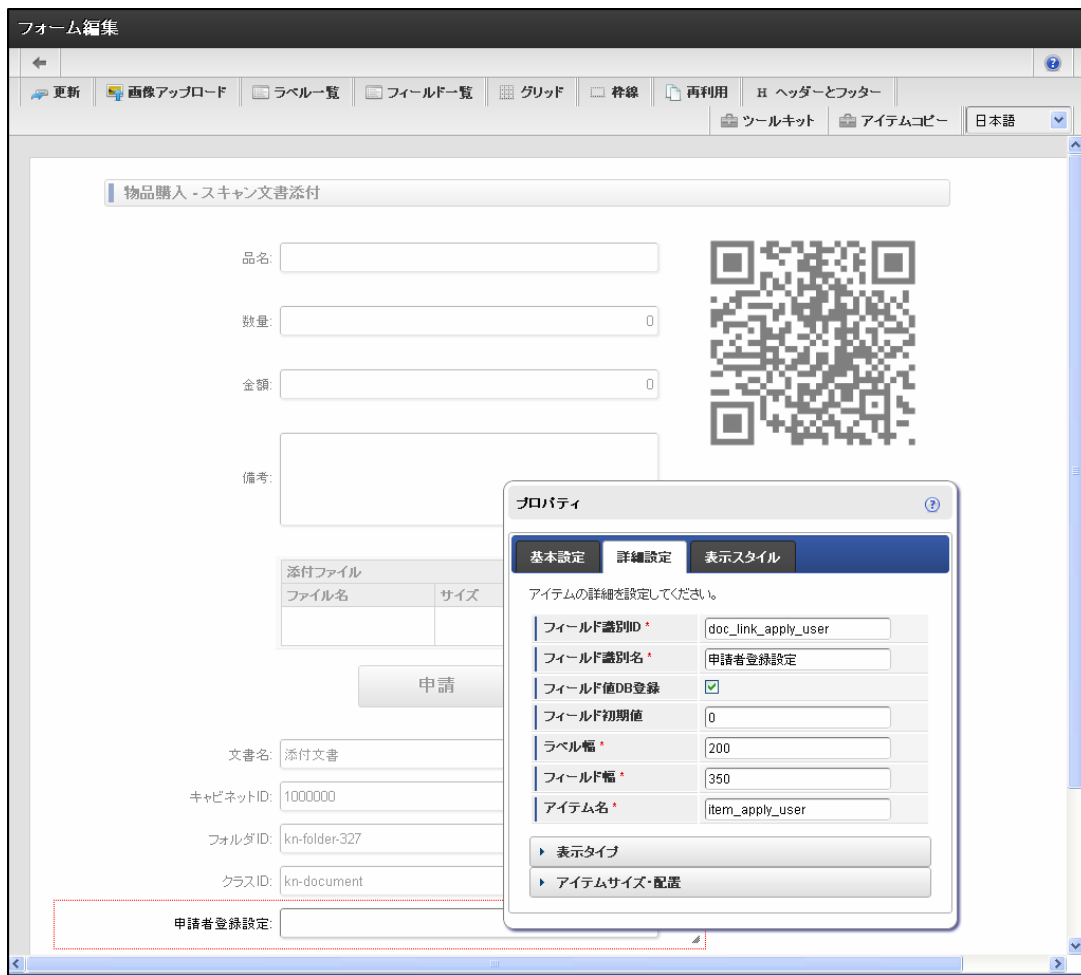 フォーム編集
更新 画像アップロード ラベル一覧 フィールド一覧 グリッド 枠線 再利用 H ヘッダーとフッター
ツールキット アイテムコピー 日本語
物品購入 - スキャン文書添付
品名:
数量: 0
金額: 0
備考:
添付ファイル
ファイル名 サイズ
申請
文書名: 添付文書
キャビネットID: 1000000
フォルダID: kn-folder-327
クラスID: kn-document
申請者登録設定:
プロパティ
基本設定 詳細設定 表示スタイル
アイテムの詳細を設定してください。
フィールド識別ID * doc_link_apply_user
フィールド識別名 * 申請者登録設定
フィールド値DB登録
フィールド初期値 0
ラベル幅 * 200
フィールド幅 * 350
アイテム名 * item_apply_user
表示タイプ
アイテムサイズ・配置